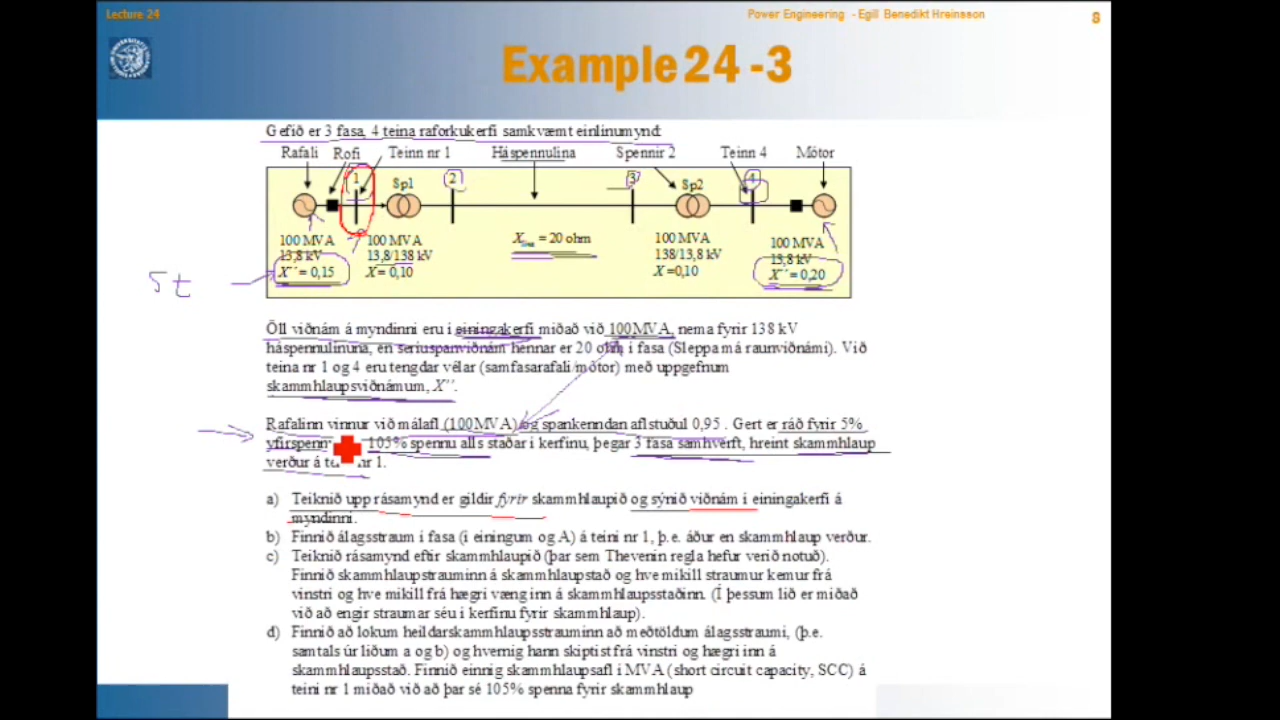 Lecture 24
Power Engineering - Egill Benedikt Hreinsson
8
Example 24 -3
Gefið er 3 fasa, 4 teina raforkukerfi samkvæmt einlínumynd:
Rafali Rofi Teinn nr 1 Háspennulína Spennir 2 Teinn 4 Mótor
1 Sp1 2 3 Sp2 4
100 MVA 100 MVA Xline = 20 ohm 100 MVA 100 MVA
13,8 kV 13,8/138 kV 138/13,8 kV 13,8 kV
X´´= 0,15 X= 0,10 X=0,10 X´´= 0,20
5t
Öll viðnám á myndinni eru í einingakerfi miðað við 100MVA, nema fyrir 138 kV
háspennulínuna, en seríuspanviðnám hennar er 20 ohm í fasa (Sleppa má raunviðnámi). Við
teina nr 1 og 4 eru tengdar vélar (samfasarafali/mótor) með uppgefnum
skammhlaupsviðnámum, X''.
Rafalinn vinnur við málafl (100MVA) og spankenndan aflstuðul 0,95 . Gert er ráð fyrir 5%
yfirspenn 105% spennu alls staðar í kerfinu, þegar 3 fasa samhverft, hreint skammhlaup
verður á te nr 1.
a) Teiknið upp rásamynd er gildir fyrir skammhlaupið og sýnið viðnám í einingakerfi á
myndinni.
b) Finnið álagsstraum í fasa (í einingum og A) á teini nr 1, þ.e. áður en skammhlaup verður.
c) Teiknið rásamynd eftir skammhlaupið (þar sem Thevenin regla hefur verið notuð).
Finnið skammhlaupstrauminn á skammhlaupstað og hve mikill straumur kemur frá
vinstri og hve mikill frá hægri væng inn á skammhlaupsstaðinn. (Í þessum lið er miðað
við að engir straumar séu í kerfinu fyrir skammhlaup).
d) Finnið að lokum heildarskammhlaupsstrauminn að meðtöldum álagsstraumi, (þ.e.
samtals úr liðum a og b) og hvernig hann skiptist frá vinstri og hægri inn á
skammhlaupsstað. Finnið einnig skammhlaupsafl í MVA (short circuit capacity, SCC) á
teini nr 1 miðað við að þar sé 105% spenna fyrir skammhlaup